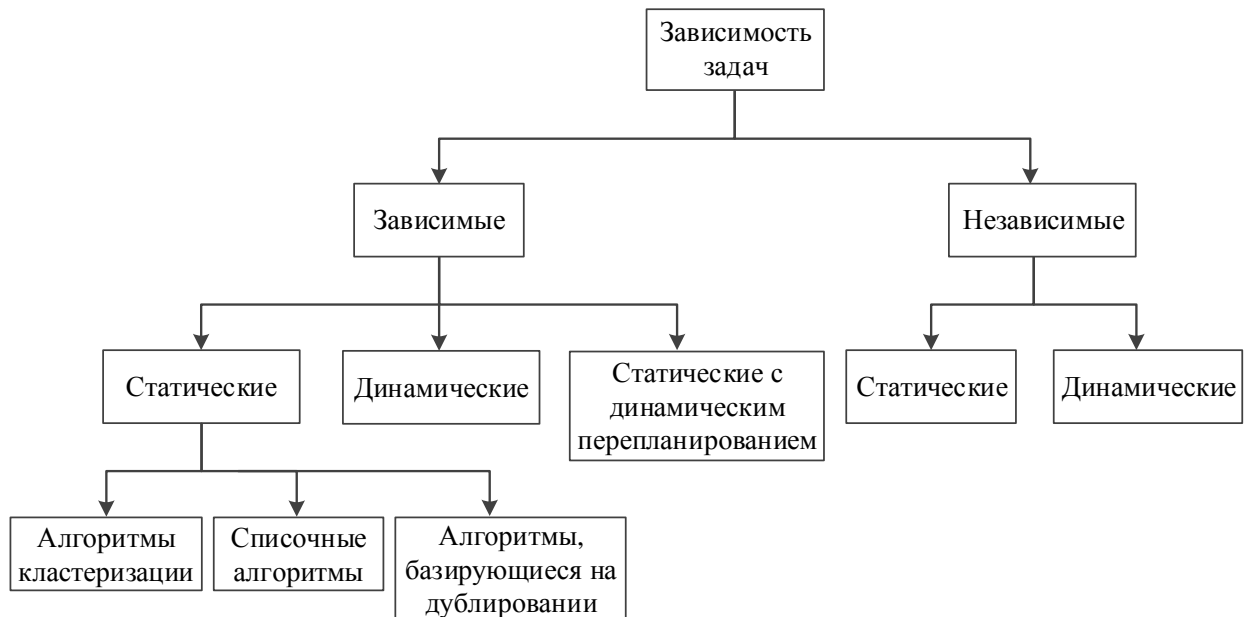 Зависимость
задач
Зависимые
Независимые
Статические
Динамические
Статические с
динамическим
перепланированием
Статические
Динамические
Алгоритмы
кластеризации
Списочные
алгоритмы
Алгоритмы,
базирующиеся на
дублировании